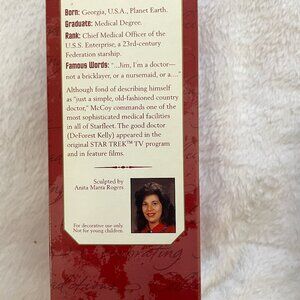 Born: Georgia, U.S.A., Planet Earth.
Graduate: Medical Degree.
Rank: Chief Medical Officer of the
U.S.S. Enterprise, a 23rd-century
Federation starship.
Famous Words: "...Jim, I'm a doctor—
not a bricklayer, or a nursemaid, or a...."
Although fond of describing himself
as "just a simple, old-fashioned country
doctor," McCoy commands one of the
most sophisticated medical facilities
in all of Starfleet. The good doctor
(DeForest Kelly) appeared in the
original STAR TREK™ TV program
and in feature films.
Sculpted by
Anita Marra Rogers
For decorative use only.
Not for young children.